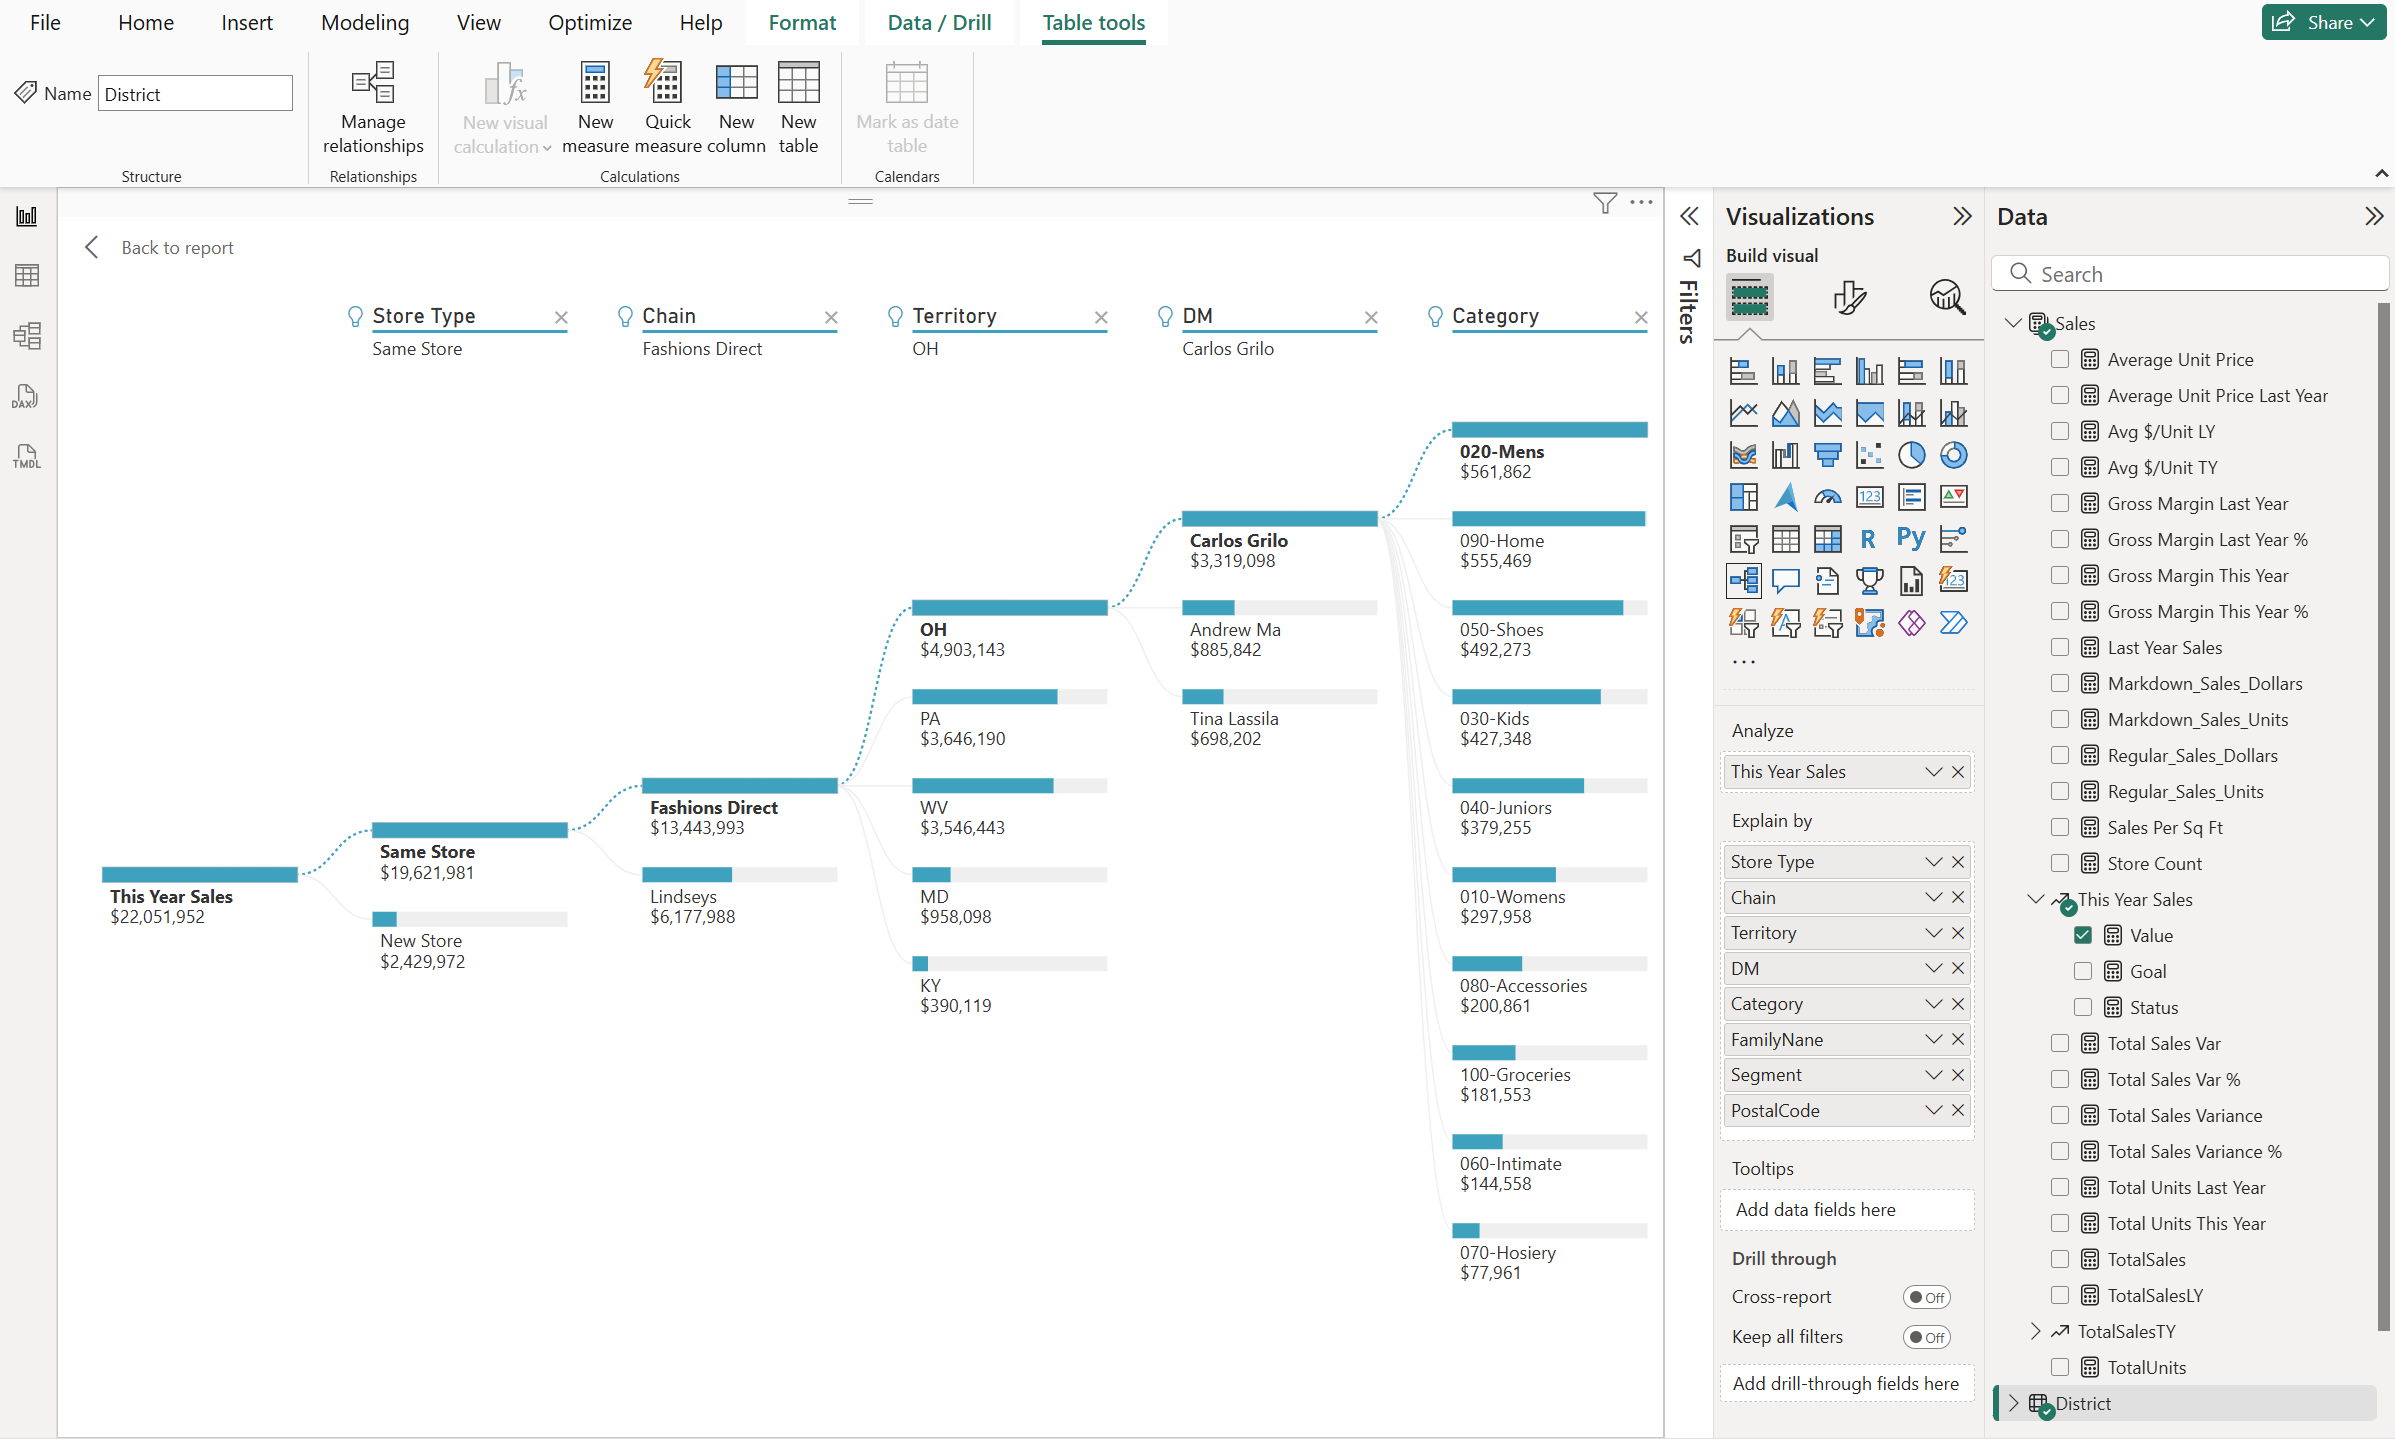 File
Home
Insert
Modeling
View
Optimize
Help
Format
Data / Drill
Table tools
Share
Name
District
Structure
Manage
relationships
Relationships
New visual
calculation
New
measure
Quick
measure
New
column
New
table
Calculations
Mark as date
table
Calendars
DAX
TMDL
Back to report
Store Type
Same Store
Chain
Fashions Direct
Territory
OH
DM
Carlos Grilo
Category
This Year Sales
$22,051,952
Same Store
$19,621,981
New Store
$2,429,972
Fashions Direct
$13,443,993
Lindseys
$6,177,988
OH
$4,903,143
PA
$3,646,190
WV
$3,546,443
MD
$958,098
KY
$390,119
Carlos Grilo
$3,319,098
Andrew Ma
$885,842
Tina Lassila
$698,202
020-Mens
$561,862
090-Home
$555,469
050-Shoes
$492,273
030-Kids
$427,348
040-Juniors
$379,255
010-Womens
$297,958
080-Accessories
$200,861
100-Groceries
$181,553
060-Intimate
$144,558
070-Hosiery
$77,961
Filters
Visualizations
Build visual
123
R
Py
123
Analyze
This Year Sales
Explain by
Store Type
Chain
Territory
DM
Category
FamilyNane
Segment
PostalCode
Tooltips
Add data fields here
Drill through
Cross-report
Off
Keep all filters
Off
Add drill-through fields here
Data
Search
Sales
Average Unit Price
Average Unit Price Last Year
Avg $/Unit LY
Avg $/Unit TY
Gross Margin Last Year
Gross Margin Last Year %
Gross Margin This Year
Gross Margin This Year %
Last Year Sales
Markdown_Sales_Dollars
Markdown_Sales_Units
Regular_Sales_Dollars
Regular_Sales_Units
Sales Per Sq Ft
Store Count
This Year Sales
Value
Goal
Status
Total Sales Var
Total Sales Var %
Total Sales Variance
Total Sales Variance %
Total Units Last Year
Total Units This Year
TotalSales
TotalSalesLY
TotalSalesTY
TotalUnits
District